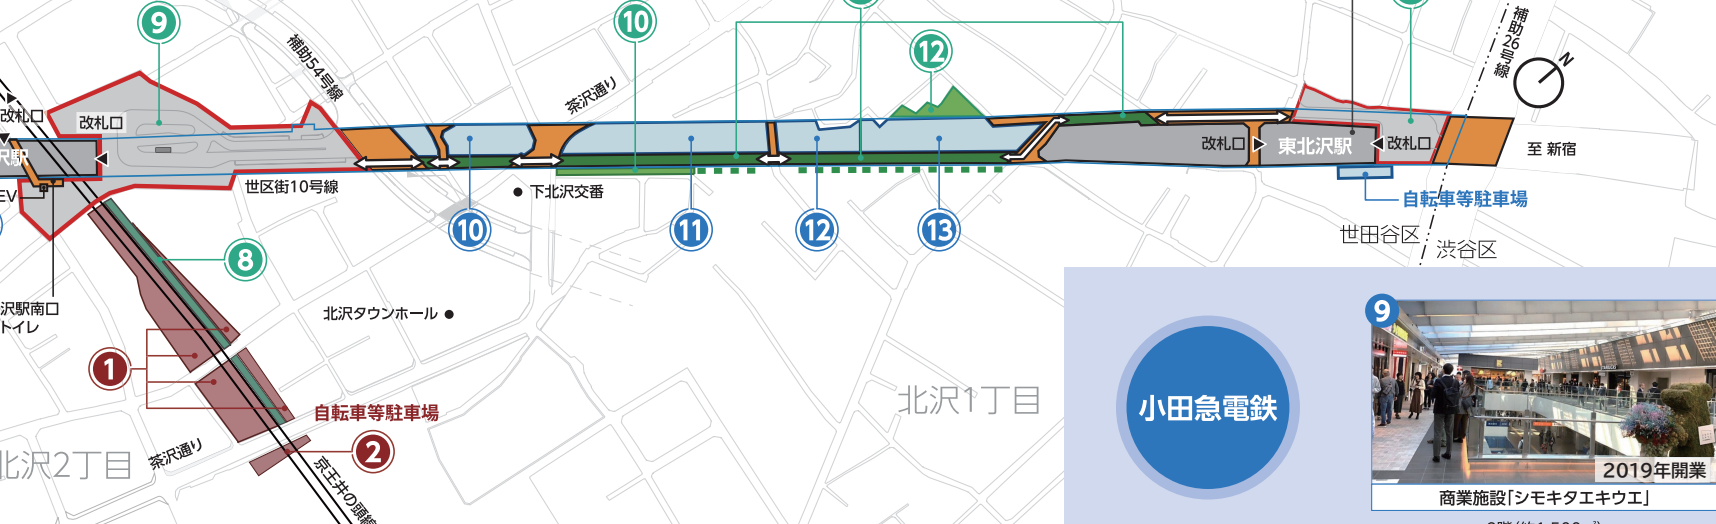 9
10
12
補助54号線
茶沢通り
補助26号線
N
改札口
改札口
改札口
東北沢駅
改札口
至 新宿
沢駅
EV
世区街10号線
下北沢交番
自転車等駐車場
10
11
12
13
世田谷区
渋谷区
8
沢駅南口
トイレ
北沢タウンホール
1
自転車等駐車場
2
北沢1丁目
北沢2丁目
茶沢通り
京王井の頭線
小田急電鉄
9
2019年開業
商業施設「シモキタエキウエ」